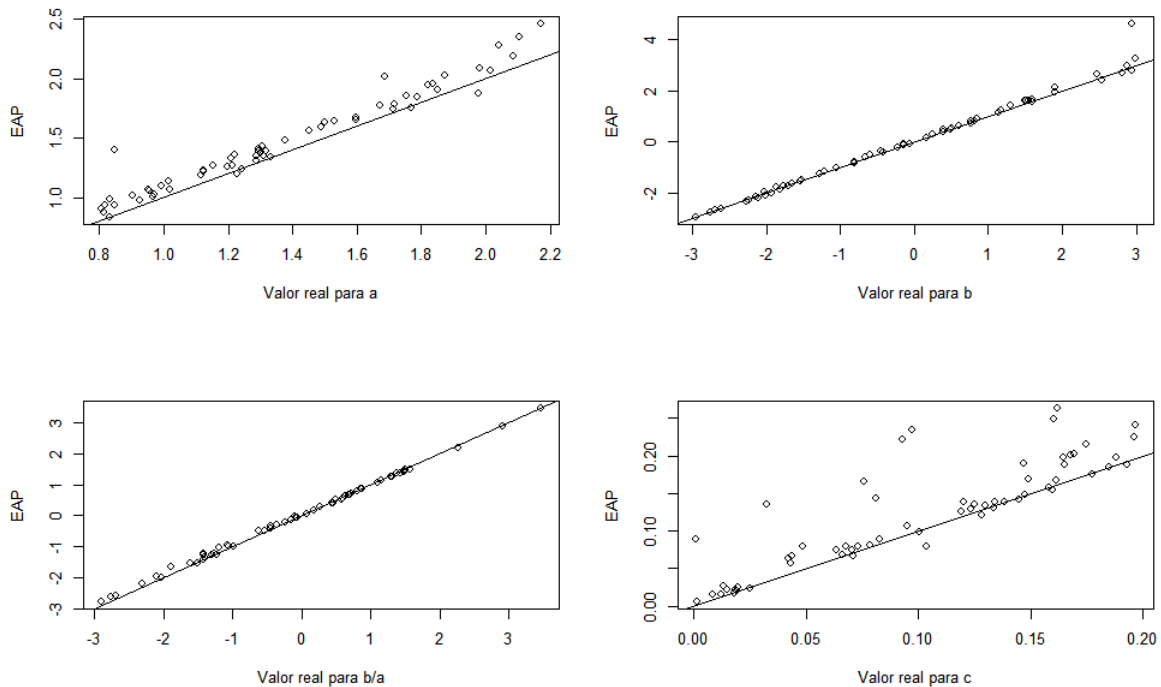 EAP
1.0 1.5 2.0 2.5
0.8 1.0 1.2 1.4 1.6 1.8 2.0 2.2
Valor real para a
EAP
-2 0 2 4
-3 -2 -1 0 1 2 3
Valor real para b
EAP
-3 -2 -1 0 1 2 3
-3 -2 -1 0 1 2 3
Valor real para b/a
EAP
0.00 0.10 0.20
0.00 0.05 0.10 0.15 0.20
Valor real para c